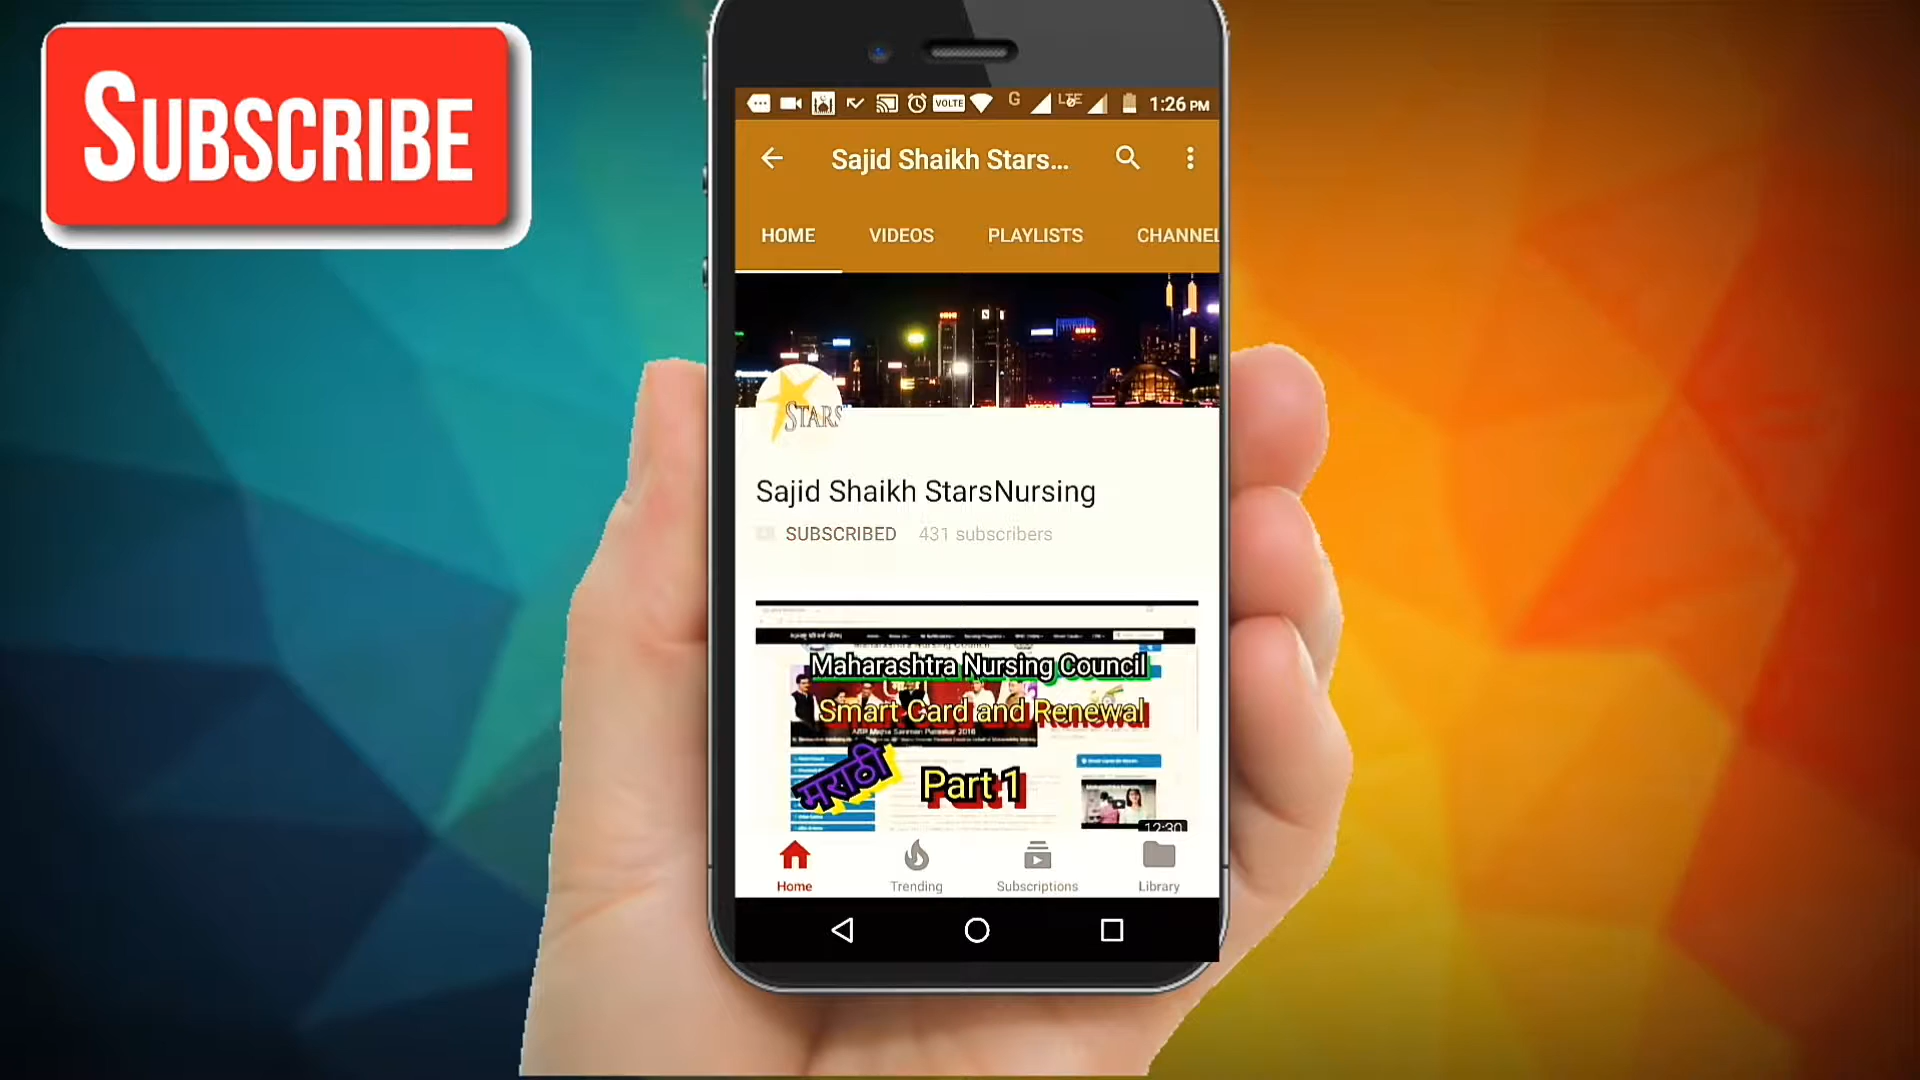 SUBSCRIBE
VOLTE G LTE 1:26 PM
Sajid Shaikh Stars...
HOME VIDEOS PLAYLISTS CHANNEL
STARS
Sajid Shaikh StarsNursing
SUBSCRIBED 431 subscribers
Maharashtra Nursing Council
Smart Card and Renewal
मराठी
Part 1
12:30
Home Trending Subscriptions Library